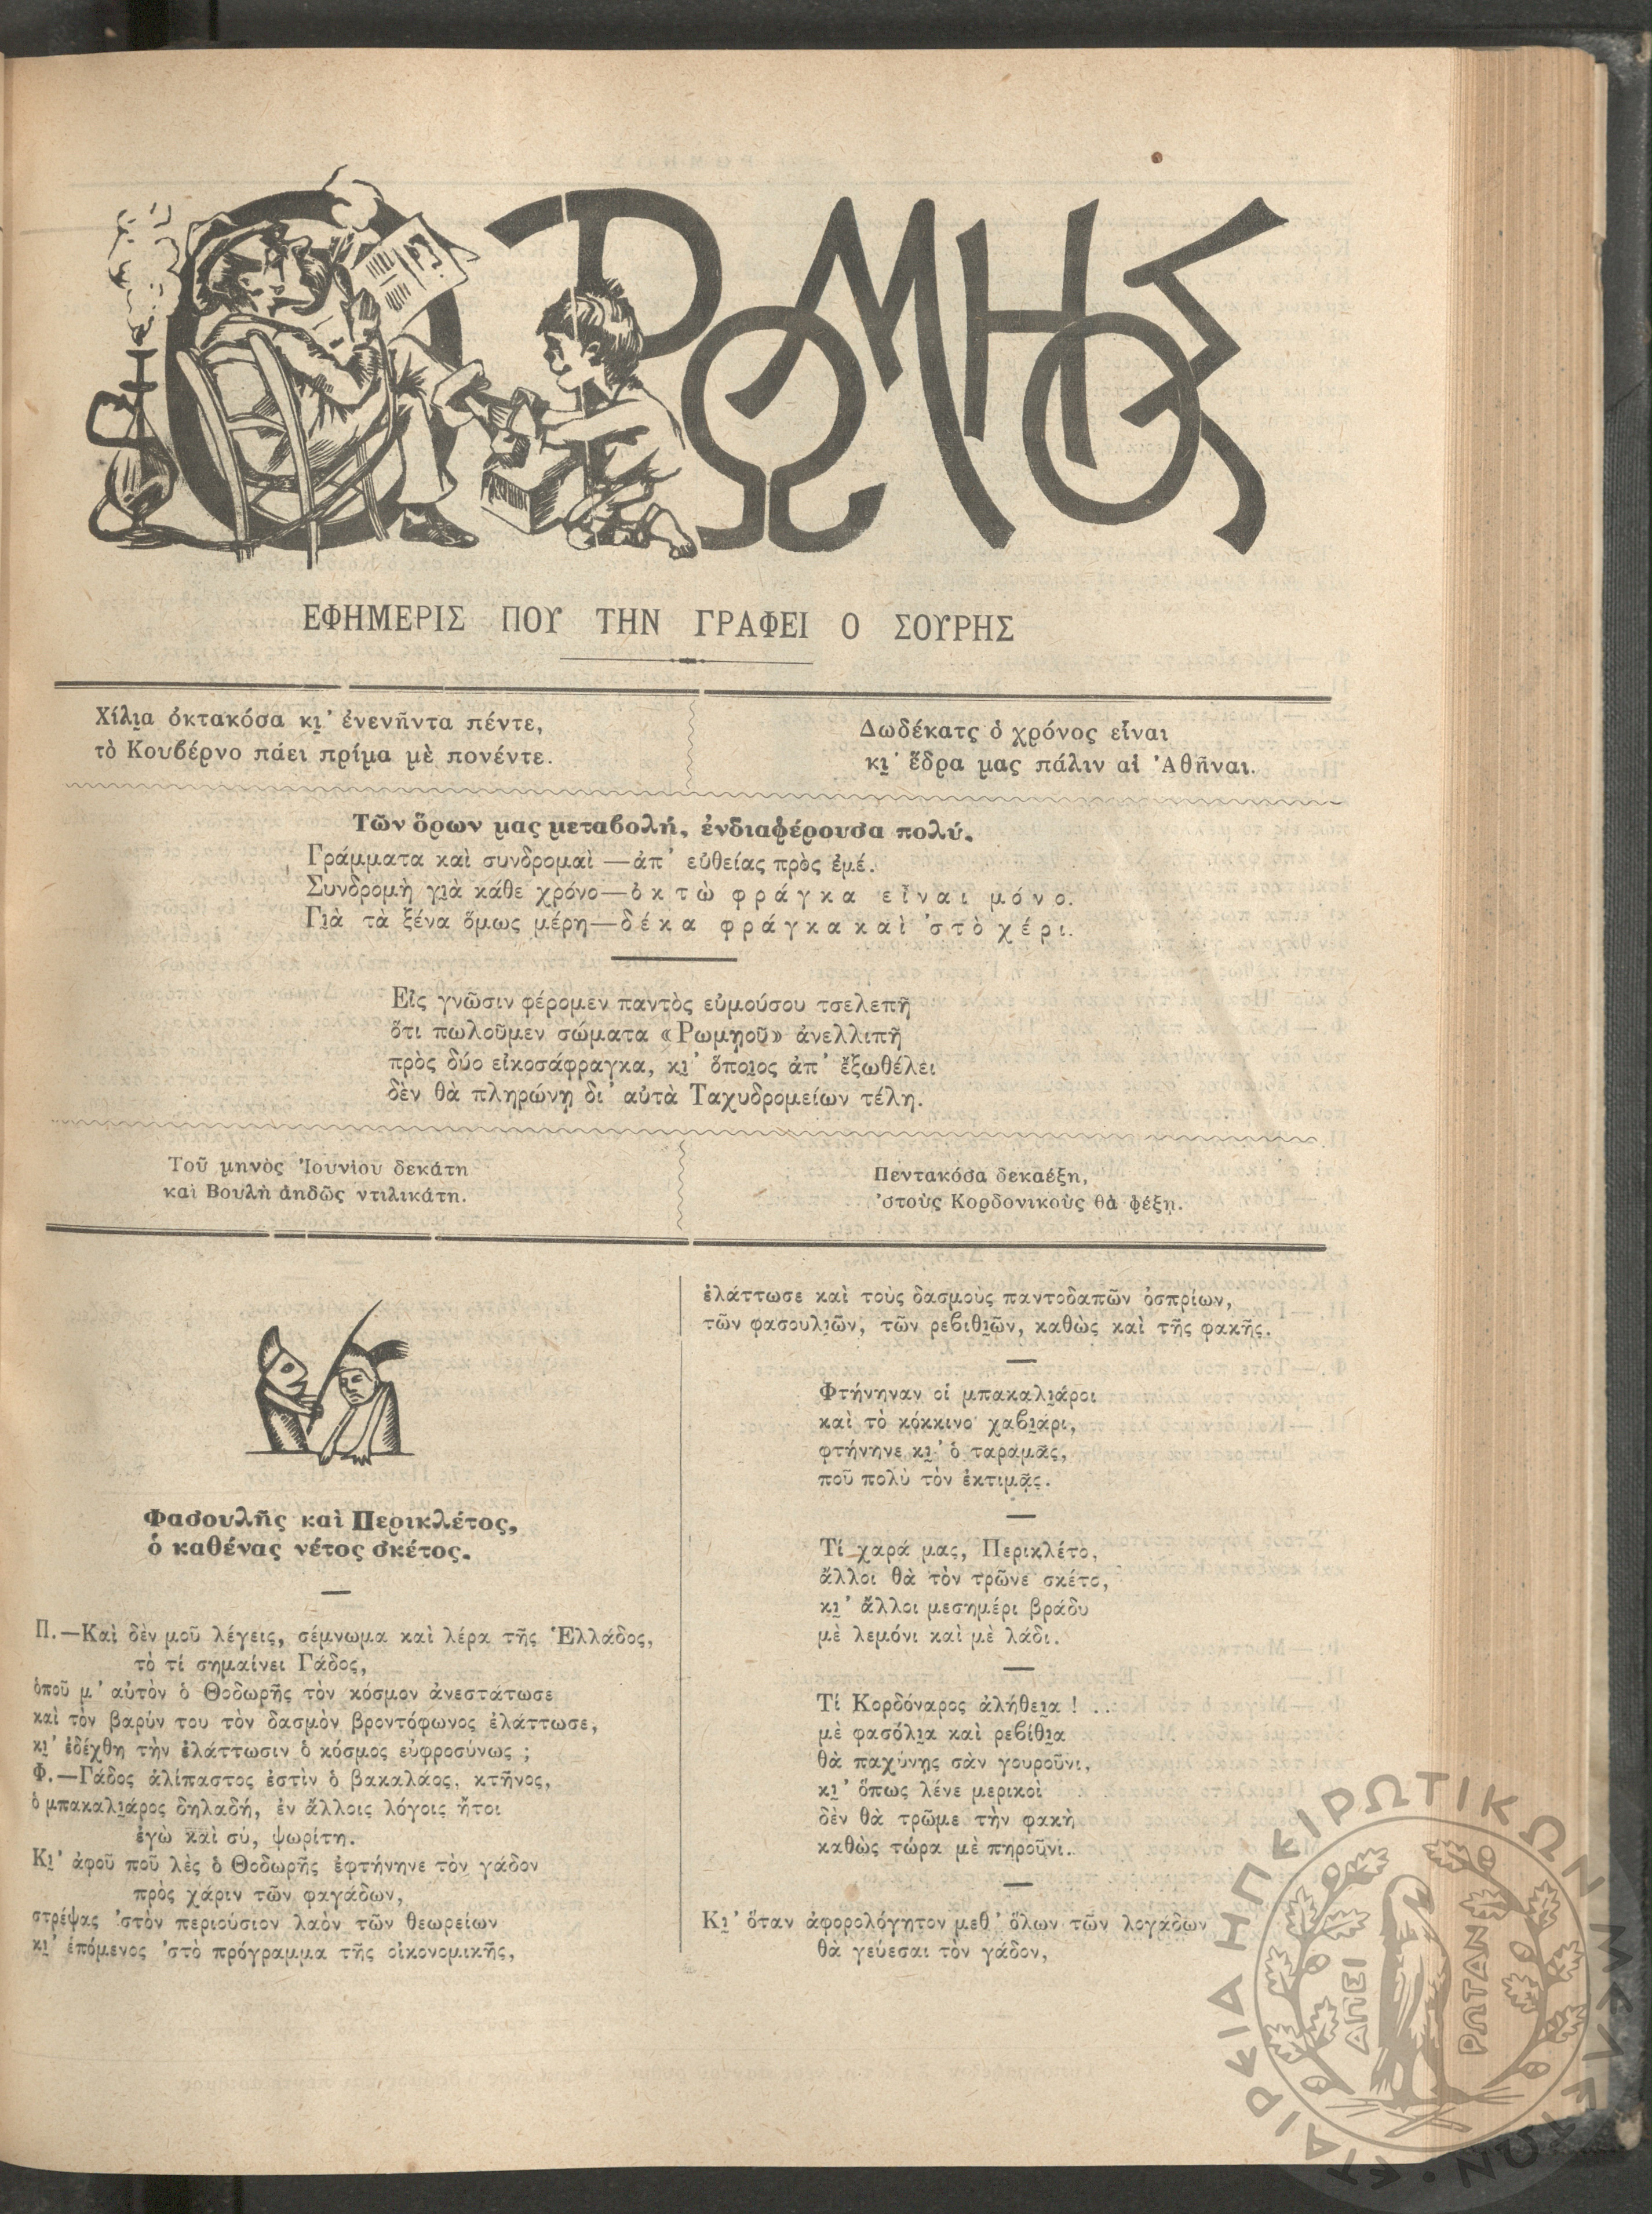 Ο ΡΩΜΗΟΣ
ΕΦΗΜΕΡΙΣ ΠΟΥ ΤΗΝ ΓΡΑΦΕΙ Ο ΣΟΥΡΗΣ
Χίλια ὀκτακόσα κι' ἐνενῆντα πέντε,
τὸ Κουβέρνο πάει πρίμα μὲ πονέντε.
Δωδέκατς ὁ χρόνος εἶναι
κι' ἕδρα μας πάλιν αἱ Ἀθῆναι.
Τῶν ὅρων μας μεταβολή, ἐνδιαφέρουσα πολύ.
Γράμματα καὶ συνδρομαὶ —ἀπ' εὐθείας πρὸς ἐμέ.
Συνδρομὴ γιὰ κάθε χρόνο—ὀκτὼ φράγκα εἶναι μόνο.
Γιὰ τὰ ξένα ὅμως μέρη—δέκα φράγκα καὶ 'στὸ χέρι.
Εἰς γνῶσιν φέρομεν παντὸς εὐμούσου τσελεπῆ
ὅτι πωλοῦμεν σώματα «Ρωμηοῦ» ἀνελλιπῆ
πρὸς δύο εἰκοσάφραγκα, κι' ὅποιος ἀπ' ἔξω θέλει
δὲν θὰ πληρώνῃ δι' αὐτὰ Ταχυδρομείων τέλη.
Τοῦ μηνὸς Ἰουνίου δεκάτη
καὶ Βουλὴ ἀηδῶς ντιλικάτη.
Πεντακόσα δεκαέξη,
'στοὺς Κορδονικοὺς θὰ φέξῃ.
Φασουλῆς καὶ Περικλέτος,
ὁ καθένας νέτος σκέτος.
Π.—Καὶ δὲν μοῦ λέγεις, σέμνωμα καὶ λέρα τῆς Ἑλλάδος,
τὸ τί σημαίνει Γάδος,
ὁποῦ μ' αὐτὸν ὁ Θοδωρῆς τὸν κόσμον ἀνεστάτωσε
καὶ τὸν βαρύν του τὸν δασμὸν βροντόφωνος ἐλάττωσε,
κι' ἐδέχθη τὴν ἐλάττωσιν ὁ κόσμος εὐφροσύνως ;
Φ.—Γάδος ἁλίπαστος ἐστὶν ὁ βακαλάος, κτῆνος,
ὁ μπακαλιάρος δηλαδή, ἐν ἄλλοις λόγοις ἤτοι
ἐγὼ καὶ σύ, ψωρίτη.
Κι' ἀφοῦ ποῦ λὲς ὁ Θοδωρῆς ἐφτήνηνε τὸν γάδον
πρὸς χάριν τῶν φαγάδων,
στρέψας 'στὸν περιούσιον λαὸν τῶν θεωρείων
κι' ἑπόμενος 'στὸ πρόγραμμα τῆς οἰκονομικῆς,
ἐλάττωσε καὶ τοὺς δασμοὺς παντοδαπῶν ὀσπρίων,
τῶν φασουλιῶν, τῶν ρεβιθιῶν, καθὼς καὶ τῆς φακῆς.
Φτήνηναν οἱ μπακαλιάροι
καὶ τὸ κόκκινο χαβιάρι,
φτήνηνε κι' ὁ ταραμᾶς,
ποῦ πολὺ τὸν ἐκτιμᾷς.
Τί χαρά μας, Περικλέτο,
ἄλλοι θὰ τὸν τρῶνε σκέτο,
κι' ἄλλοι μεσημέρι βράδυ
μὲ λεμόνι καὶ μὲ λάδι.
Τί Κορδόναρος ἀλήθεια ! . .
μὲ φασόλια καὶ ρεβίθια
θὰ παχύνῃς σὰν γουροῦνι,
κι' ὅπως λένε μερικοὶ
δὲν θὰ τρῶμε τὴν φακὴ
καθὼς τώρα μὲ πηροῦνι.
Κι' ὅταν ἀφορολόγητον μεθ' ὅλων τῶν λογάδων
θὰ γεύεσαι τὸν γάδον,
ΕΤΑΙΡΕΙΑ ΗΠΕΙΡΩΤΙΚΩΝ ΜΕΛΕΤΩΝ
ΑΠΕΙ ΡΩΤΑΝ